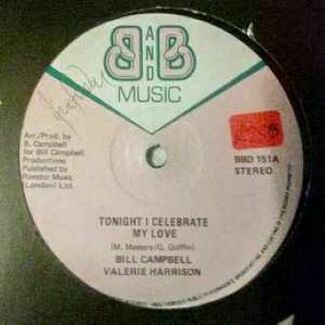 B AND B
MUSIC
Arr./Prod. by
B. Campbell
for Bill Campbell
Productions
Published by
Rondor Music
(London) Ltd.
BBD 151A
STEREO
TONIGHT I CELEBRATE
MY LOVE
(M. Massery/G. Goffin)
BILL CAMPBELL
VALERIE HARRISON